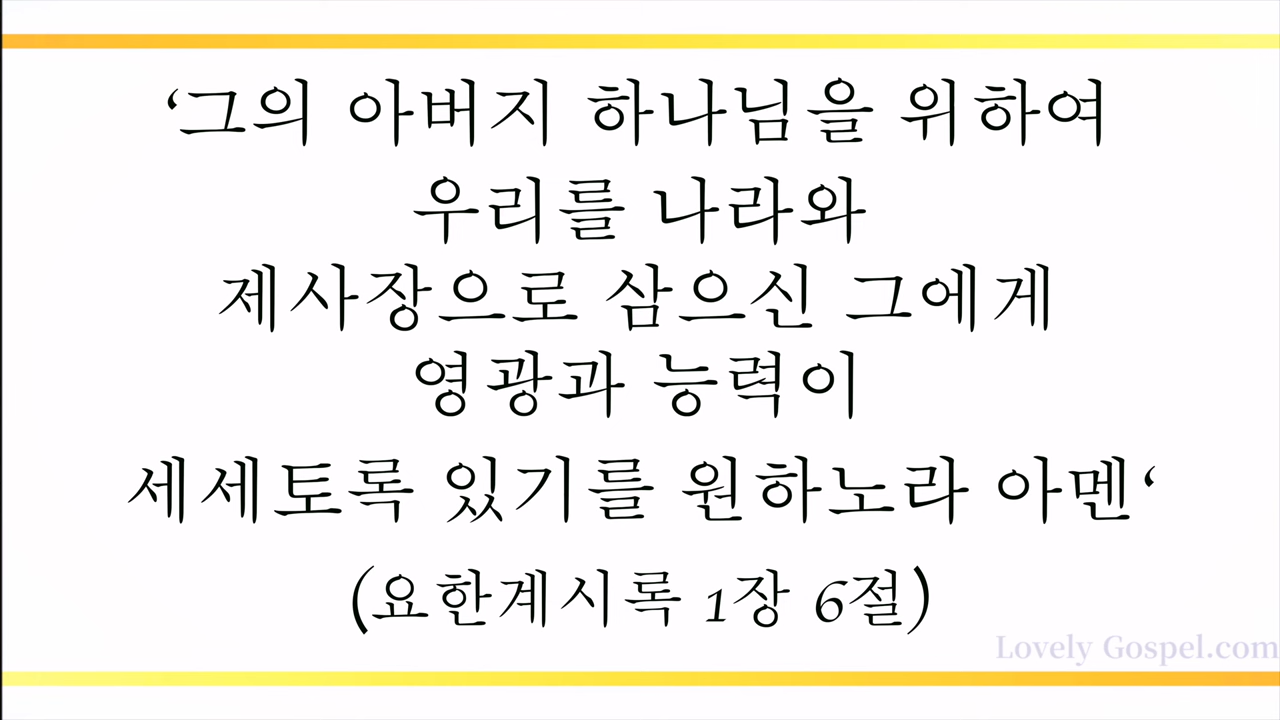 ‘그의 아버지 하나님을 위하여
우리를 나라와
제사장으로 삼으신 그에게
영광과 능력이
세세토록 있기를 원하노라 아멘‘
(요한계시록 1장 6절)
Lovely Gospel.com